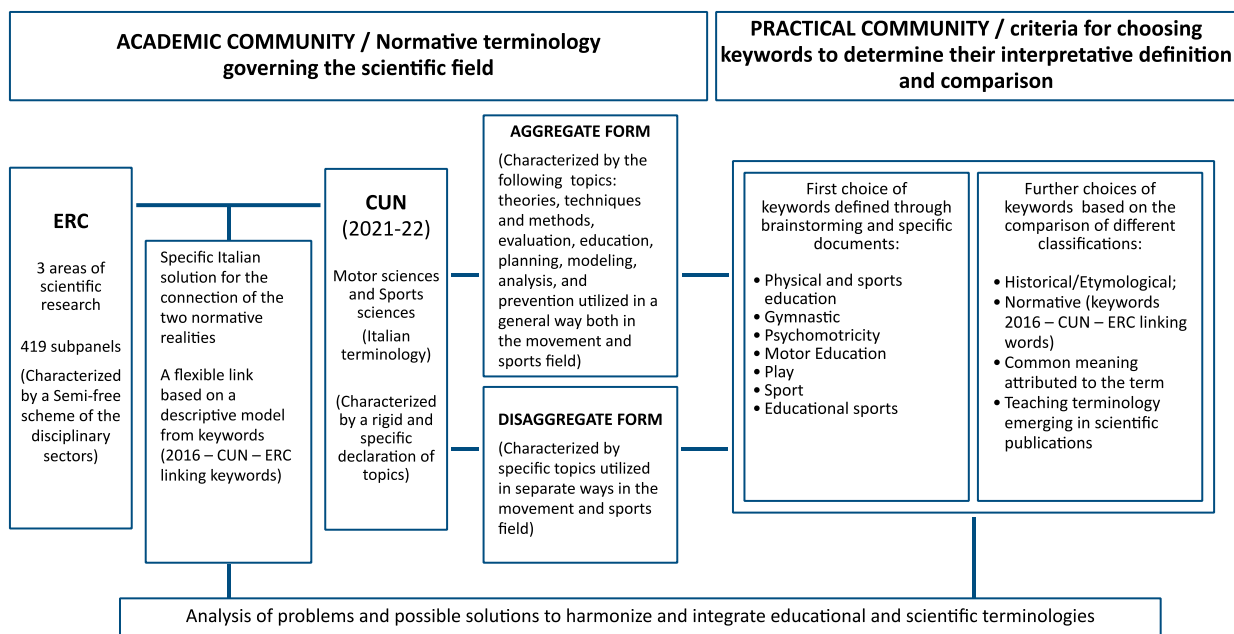 ACADEMIC COMMUNITY / Normative terminology
governing the scientific field
PRACTICAL COMMUNITY / criteria for choosing
keywords to determine their interpretative definition
and comparison
ERC
3 areas of
scientific
research
419 subpanels
(Characterized
by a Semi-free
scheme of the
disciplinary
sectors)
Specific Italian
solution for the
connection of the
two normative
realities
A flexible link
based on a
descriptive model
from keywords
(2016 – CUN – ERC
linking keywords)
CUN
(2021-22)
Motor sciences
and Sports
sciences
(Italian
terminology)
(Characterized
by a rigid and
specific
declaration of
topics)
AGGREGATE FORM
(Characterized by the
following topics:
theories, techniques
and methods,
evaluation, education,
planning, modeling,
analysis, and
prevention utilized in a
general way both in
the movement and
sports field)
DISAGGREGATE FORM
(Characterized by
specific topics utilized
in separate ways in the
movement and sports
field)
First choice of
keywords defined through
brainstorming and specific
documents:
• Physical and sports
education
• Gymnastic
• Psychomotricity
• Motor Education
• Play
• Sport
• Educational sports
Further choices of
keywords based on the
comparison of different
classifications:
• Historical/Etymological;
• Normative (keywords
2016 – CUN – ERC linking
words)
• Common meaning
attributed to the term
• Teaching terminology
emerging in scientific
publications
Analysis of problems and possible solutions to harmonize and integrate educational and scientific terminologies